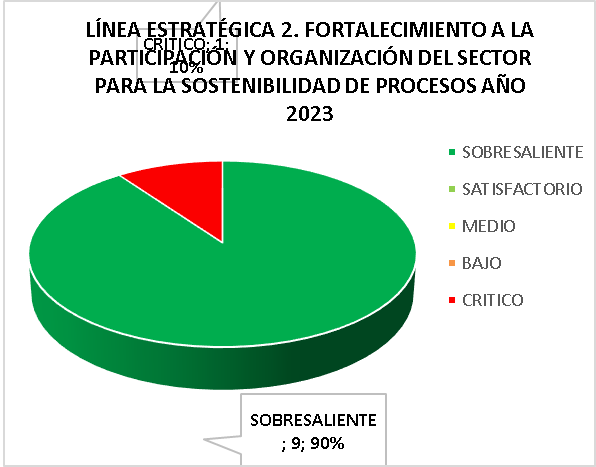 LÍNEA ESTRATÉGICA 2. FORTALECIMIENTO A LA
PARTICIPACIÓN Y ORGANIZACIÓN DEL SECTOR
PARA LA SOSTENIBILIDAD DE PROCESOS AÑO
2023
CRITICO; 1;
10%
SOBRESALIENTE
SATISFACTORIO
MEDIO
BAJO
CRITICO
SOBRESALIENTE
; 9; 90%